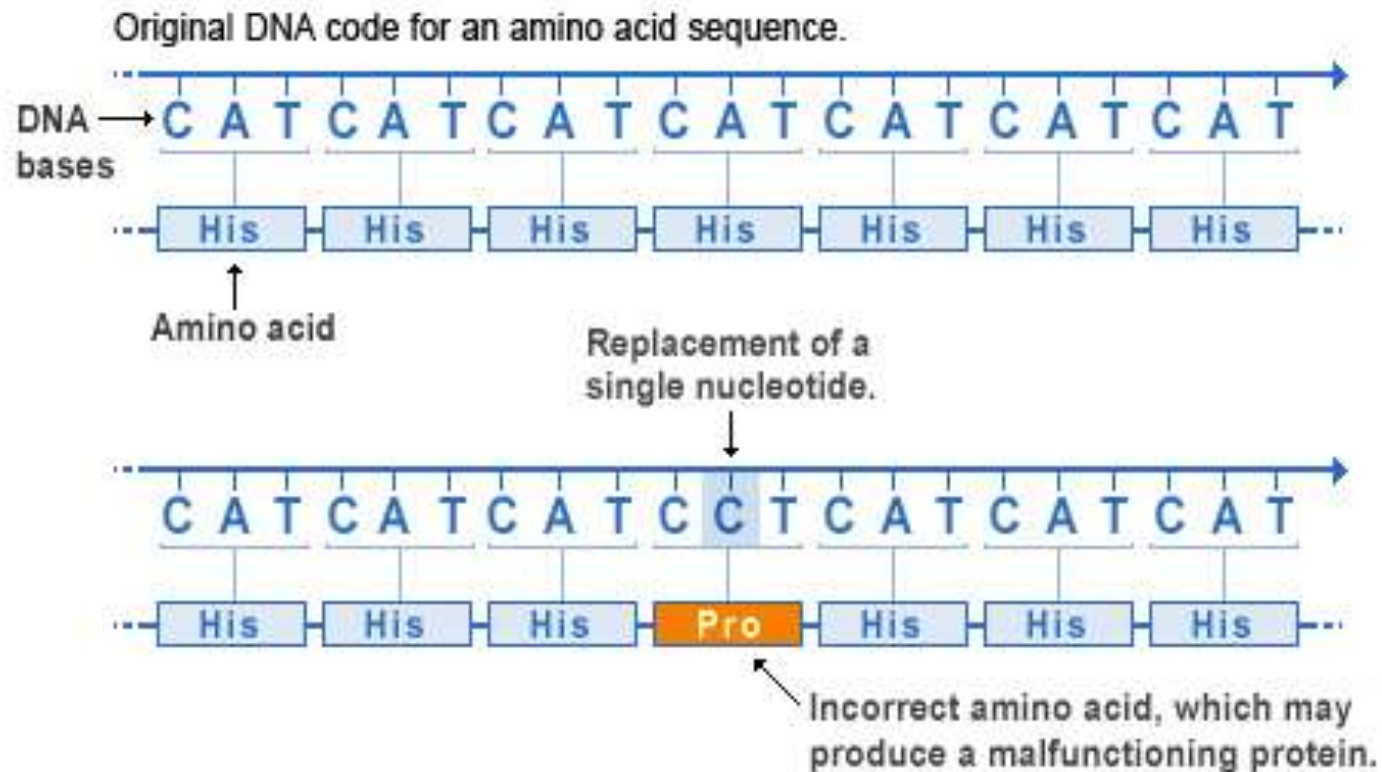 Original DNA code for an amino acid sequence.
DNA bases
C A T C A T C A T C A T C A T C A T C A T
His His His His His His His
Amino acid
Replacement of a
single nucleotide.
C A T C A T C A T C C T C A T C A T C A T
His His His Pro His His His
Incorrect amino acid, which may
produce a malfunctioning protein.